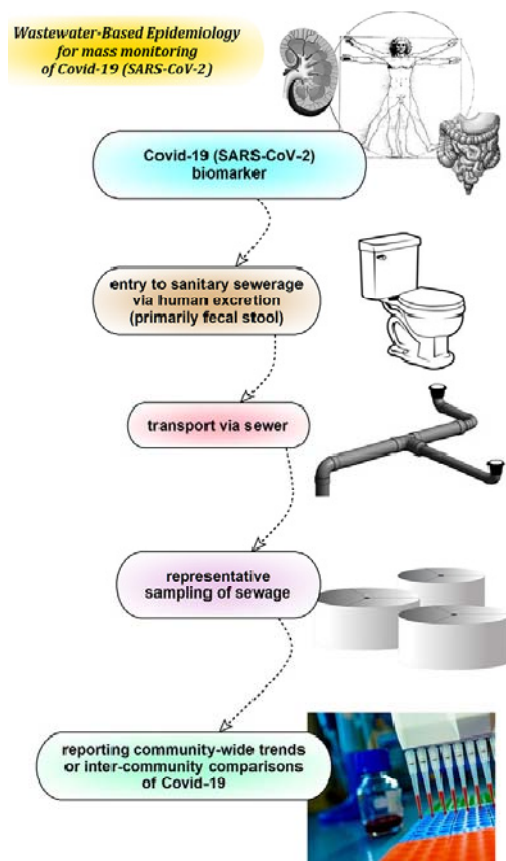 Wastewater-Based Epidemiology
for mass monitoring
of Covid-19 (SARS-CoV-2)
Covid-19 (SARS-CoV-2)
biomarker
entry to sanitary sewerage
via human excretion
(primarily fecal stool)
transport via sewer
representative
sampling of sewage
reporting community-wide trends
or inter-community comparisons
of Covid-19